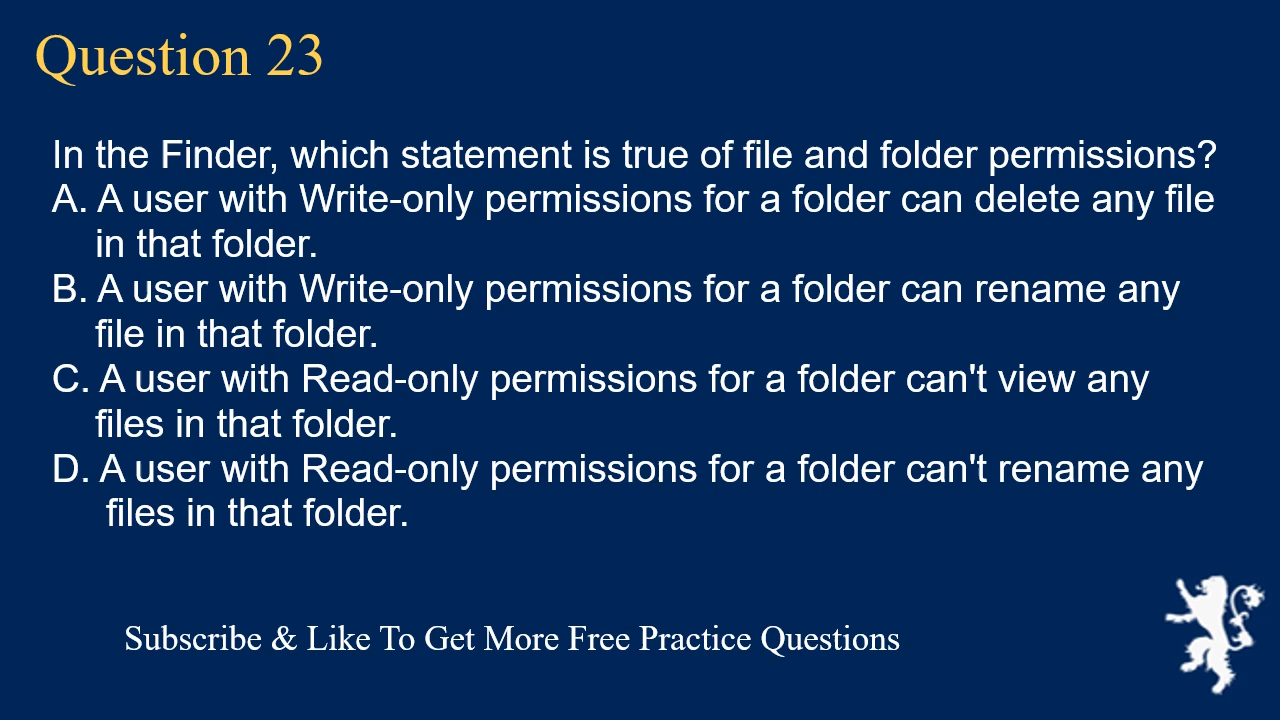 Question 23
In the Finder, which statement is true of file and folder permissions?
A. A user with Write-only permissions for a folder can delete any file
in that folder.
B. A user with Write-only permissions for a folder can rename any
file in that folder.
C. A user with Read-only permissions for a folder can't view any
files in that folder.
D. A user with Read-only permissions for a folder can't rename any
files in that folder.
Subscribe & Like To Get More Free Practice Questions